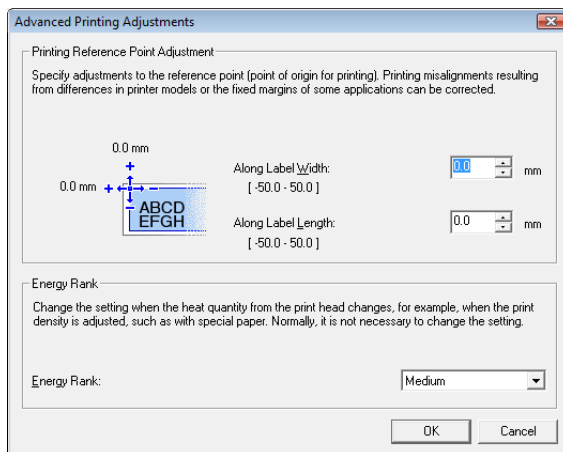 Advanced Printing Adjustments
Printing Reference Point Adjustment
Specify adjustments to the reference point (point of origin for printing). Printing misalignments resulting
from differences in printer models or the fixed margins of some applications can be corrected.
0.0 mm
0.0 mm
ABCD
EFGH
Along Label Width:
[ -50.0 - 50.0 ]
0.0 mm
Along Label Length:
[ -50.0 - 50.0 ]
0.0 mm
Energy Rank
Change the setting when the heat quantity from the print head changes, for example, when the print
density is adjusted, such as with special paper. Normally, it is not necessary to change the setting.
Energy Rank:
Medium
OK
Cancel